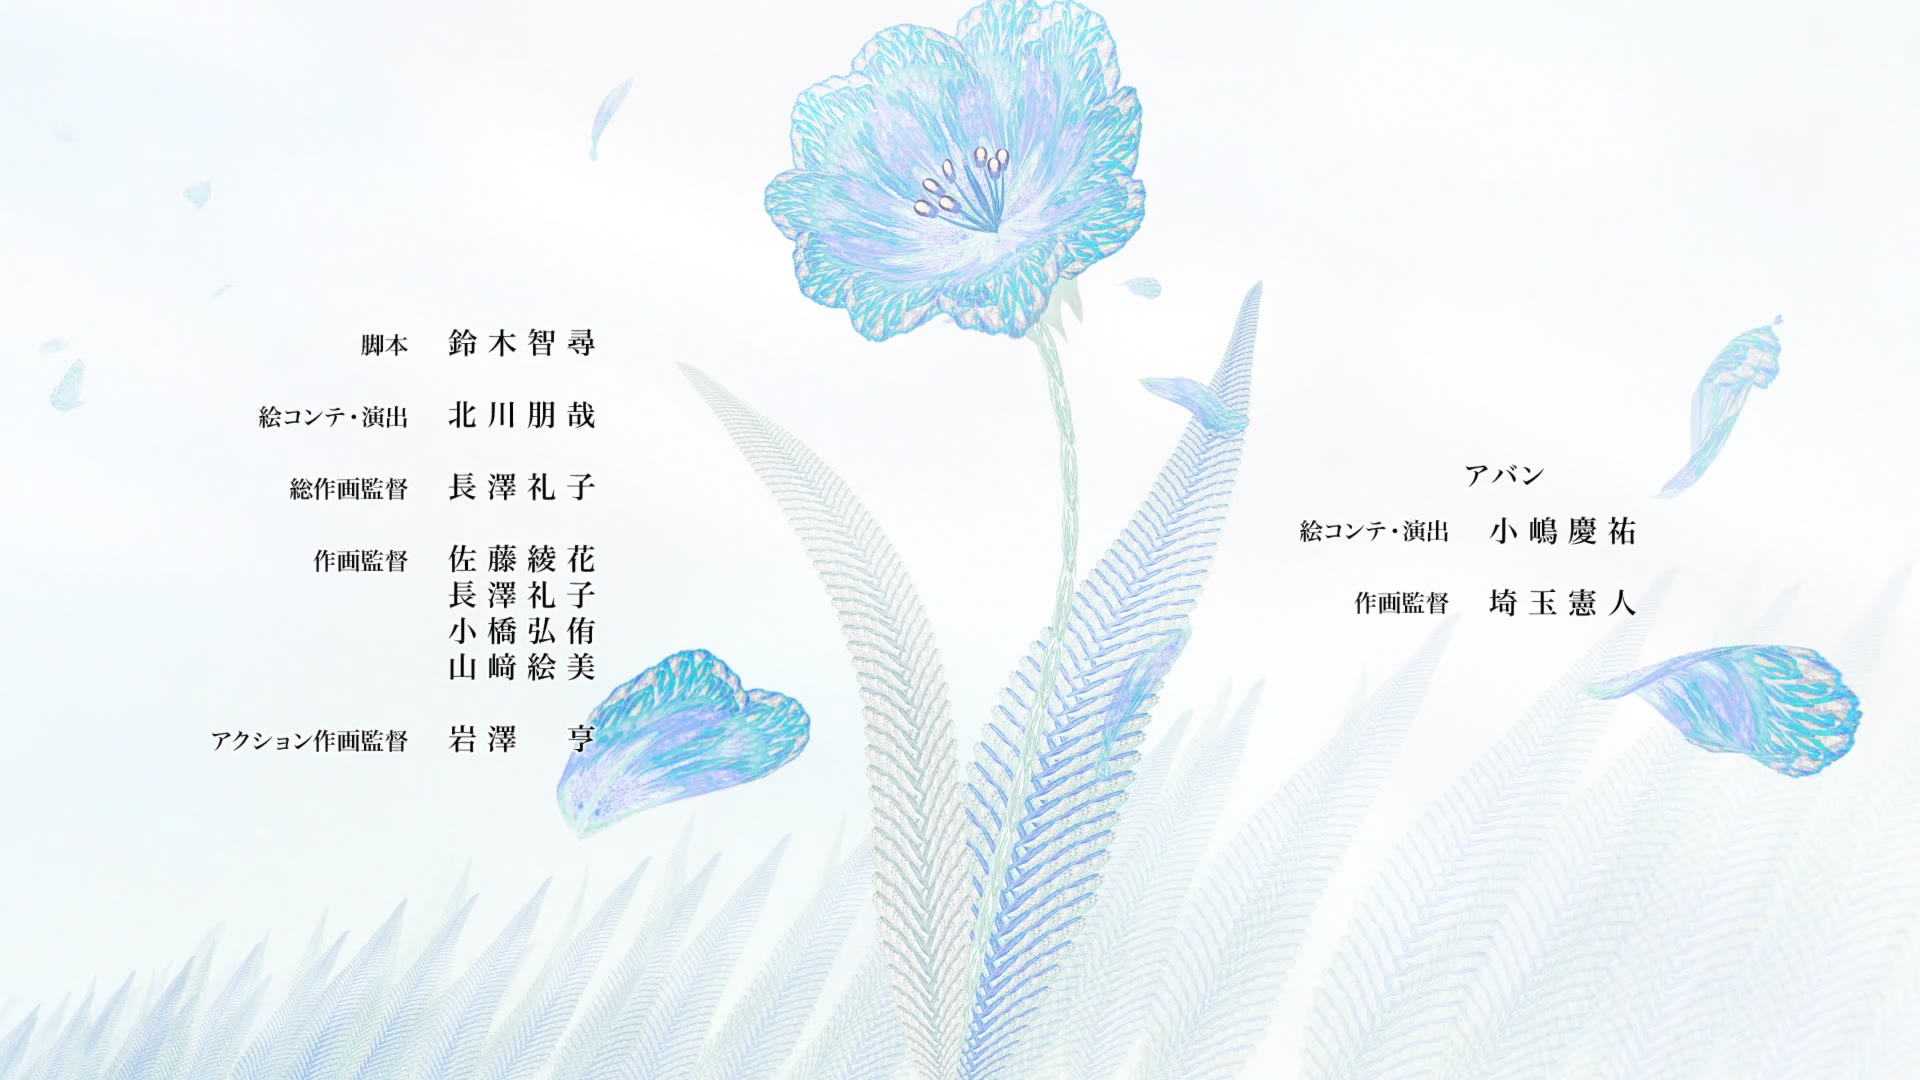 脚本 鈴木智尋
絵コンテ・演出 北川朋哉
総作画監督 長澤礼子
作画監督 佐藤綾花
長澤礼子
小橋弘侑
山﨑絵美
アクション作画監督 岩澤 亨
アバン
絵コンテ・演出 小嶋慶祐
作画監督 埼玉憲人